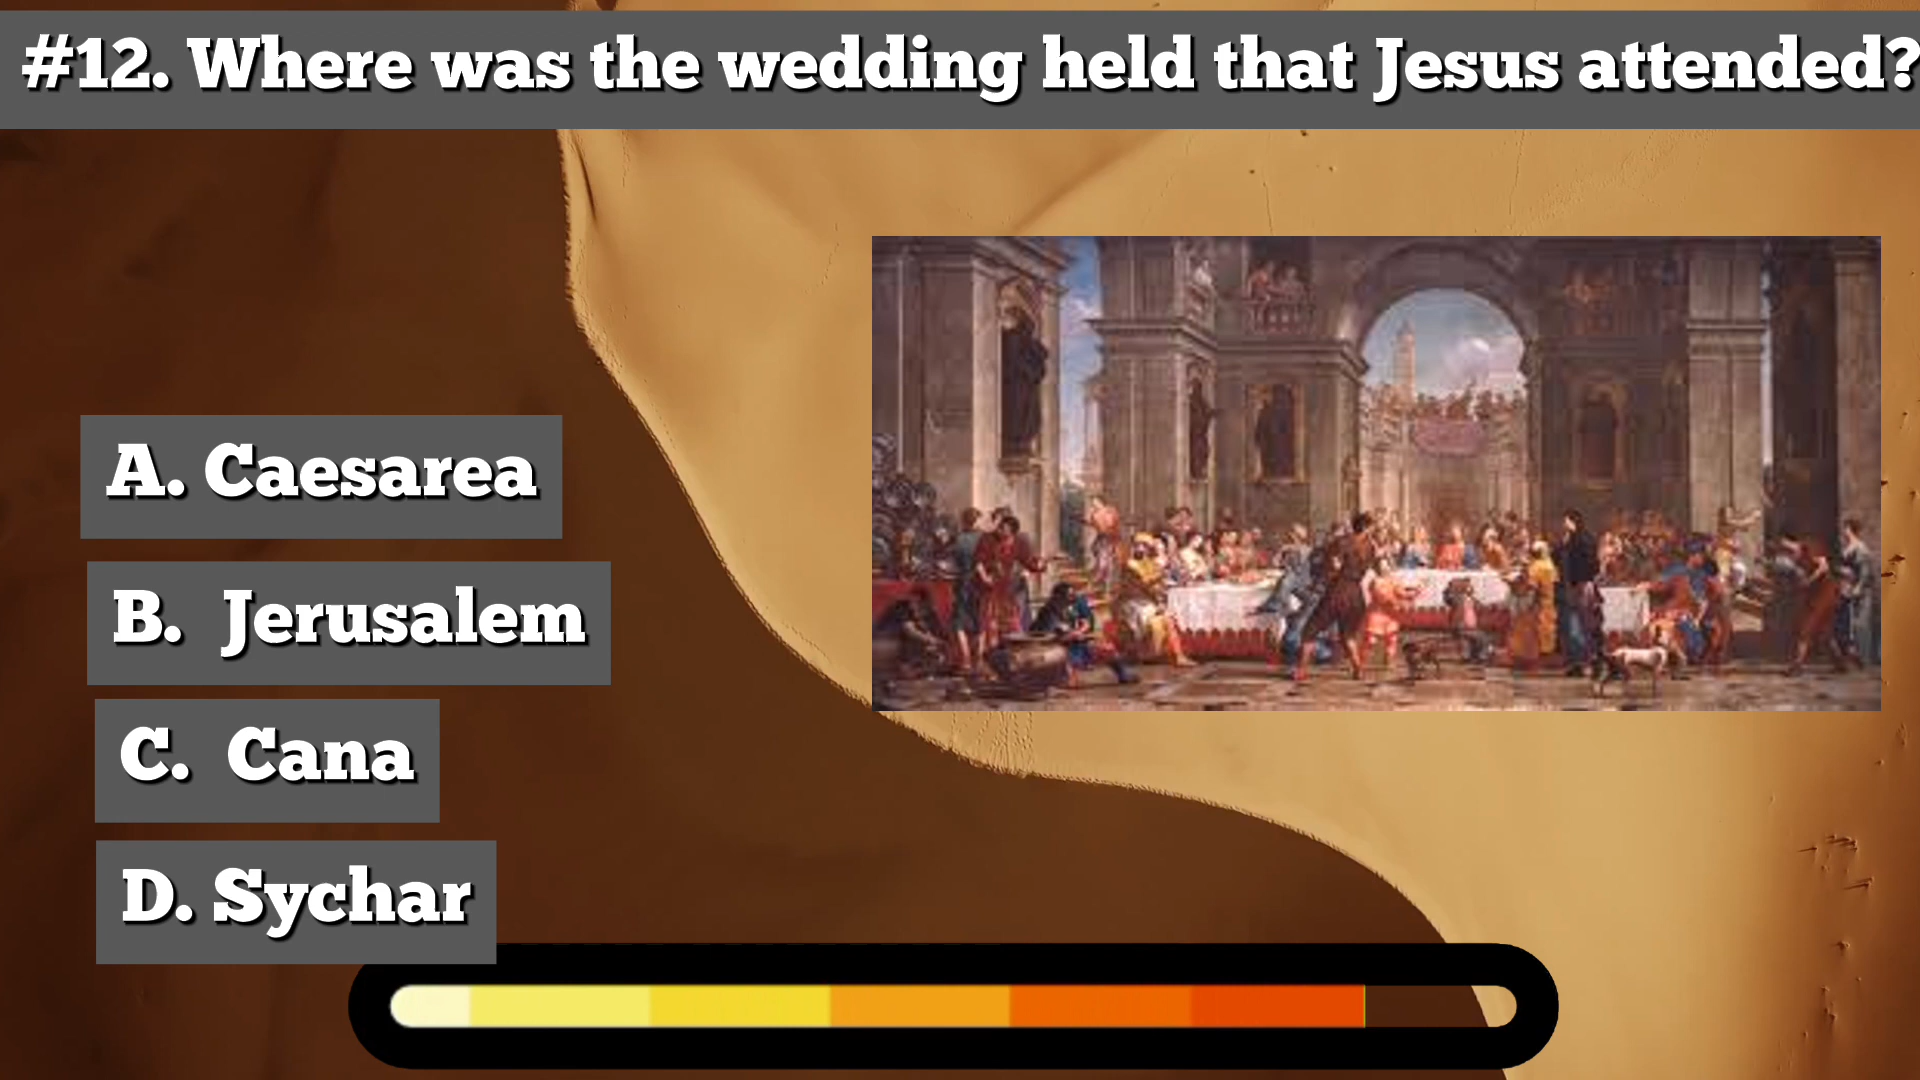 #12. Where was the wedding held that Jesus attended?
A. Caesarea
B. Jerusalem
C. Cana
D. Sychar